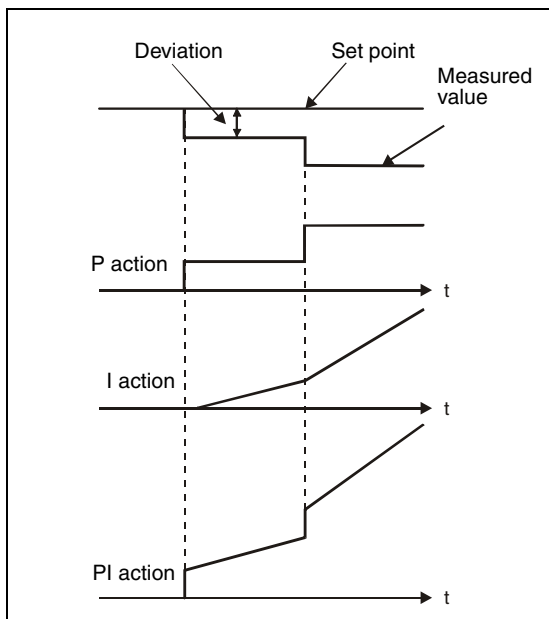 Deviation
Set point
Measured
value
P action
t
I action
t
PI action
t